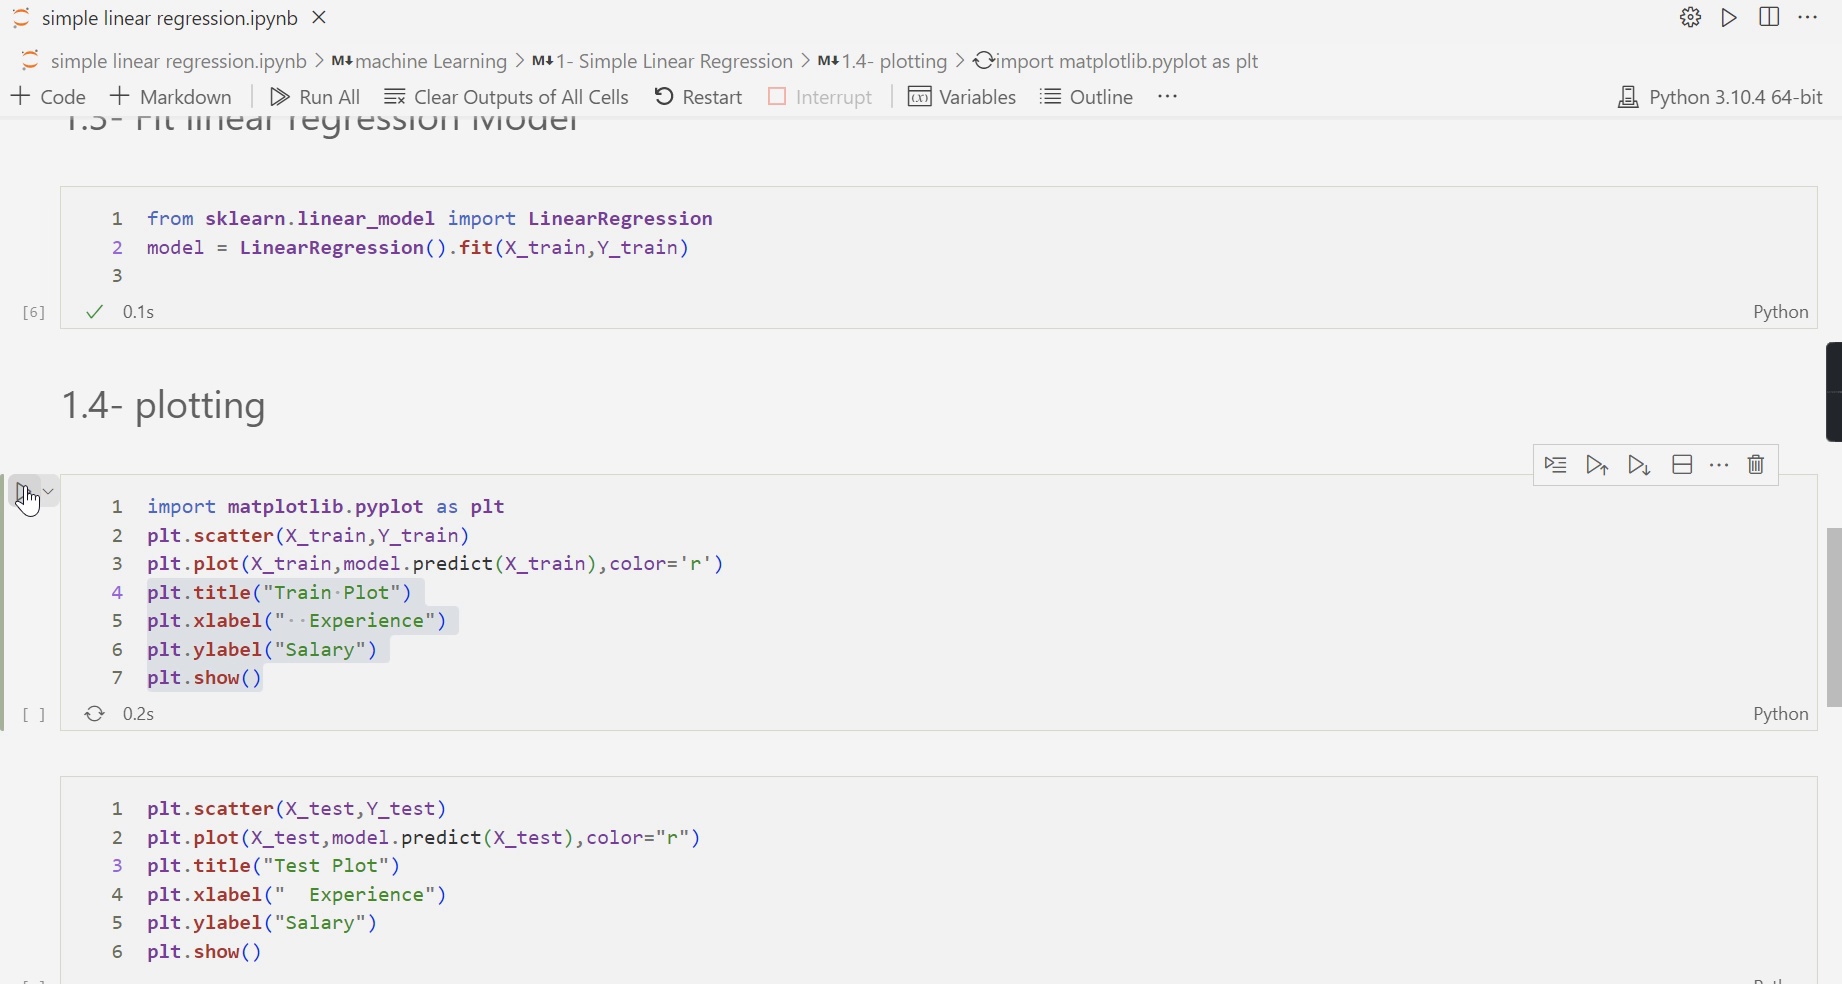 simple linear regression.ipynb
simple linear regression.ipynb > M↓ machine Learning > M↓ 1- Simple Linear Regression > M↓ 1.4- plotting > import matplotlib.pyplot as plt
+ Code + Markdown Run All Clear Outputs of All Cells Restart Interrupt Variables Outline ... Python 3.10.4 64-bit
1.3- Fit linear regression Model
1 from sklearn.linear_model import LinearRegression
2 model = LinearRegression().fit(X_train,Y_train)
3
[6] 0.1s Python
1.4- plotting
1 import matplotlib.pyplot as plt
2 plt.scatter(X_train,Y_train)
3 plt.plot(X_train,model.predict(X_train),color='r')
4 plt.title("Train·Plot")
5 plt.xlabel("··Experience")
6 plt.ylabel("Salary")
7 plt.show()
[ ] 0.2s Python
1 plt.scatter(X_test,Y_test)
2 plt.plot(X_test,model.predict(X_test),color="r")
3 plt.title("Test Plot")
4 plt.xlabel("  Experience")
5 plt.ylabel("Salary")
6 plt.show()